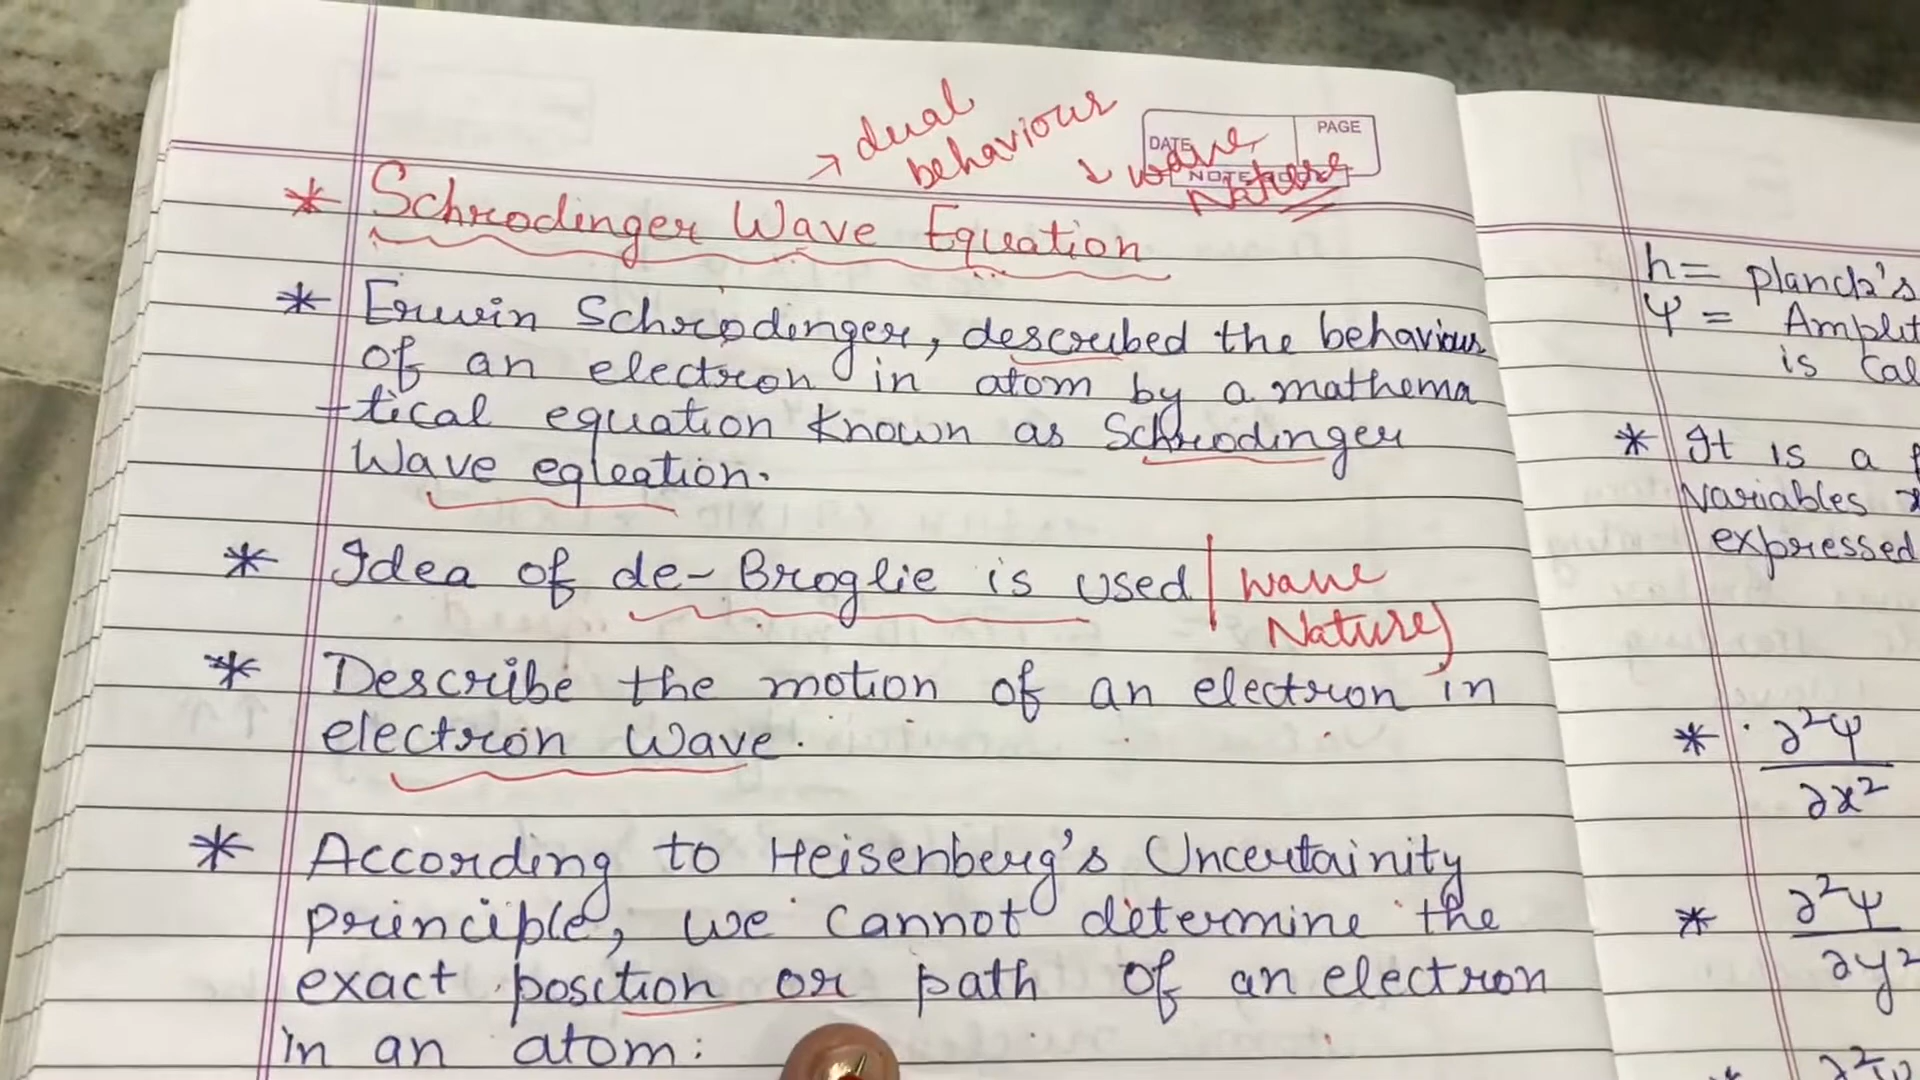 → dual
behaviour
↓ wave
Nature
DATE
PAGE
* Schrodinger Wave Equation
* Erwin Schrodinger, described the behaviour
of an electron in atom by a mathema
-tical equation known as Schrodinger
Wave eqleation.
* Idea of de-Broglie is used | wave
Nature)
* Describe the motion of an electron in
electron wave.
* According to Heisenberg's Uncertainity
principle, we cannot determine the
exact position or path of an electron
in an atom:
h = planck's
Ψ =
is Cal
* It is a
variables
expressed
* ∂²Ψ
∂x²
* ∂²Ψ
∂y²